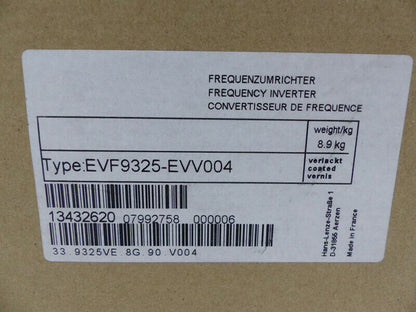 FREQUENZUMRICHTER
FREQUENCY INVERTER
CONVERTISSEUR DE FREQUENCE
weight/kg
8.9 kg
Type:EVF9325-EVV004
verlackt
coated
vernis
13432620 07992758 000006
33.9325VE.8G.90.V004
Hans-Lenze-Straße 1
D-31855 Aerzen
Made in France